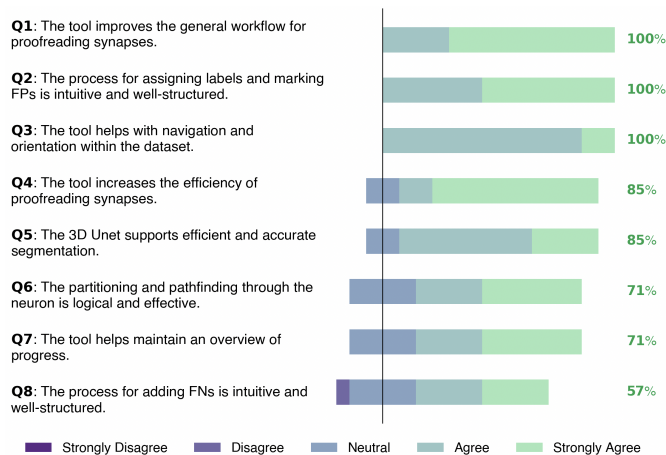 Q1: The tool improves the general workflow for
proofreading synapses.
100%
Q2: The process for assigning labels and marking
FPs is intuitive and well-structured.
100%
Q3: The tool helps with navigation and
orientation within the dataset.
100%
Q4: The tool increases the efficiency of
proofreading synapses.
85%
Q5: The 3D Unet supports efficient and accurate
segmentation.
85%
Q6: The partitioning and pathfinding through the
neuron is logical and effective.
71%
Q7: The tool helps maintain an overview of
progress.
71%
Q8: The process for adding FNs is intuitive and
well-structured.
57%
Strongly Disagree Disagree Neutral Agree Strongly Agree